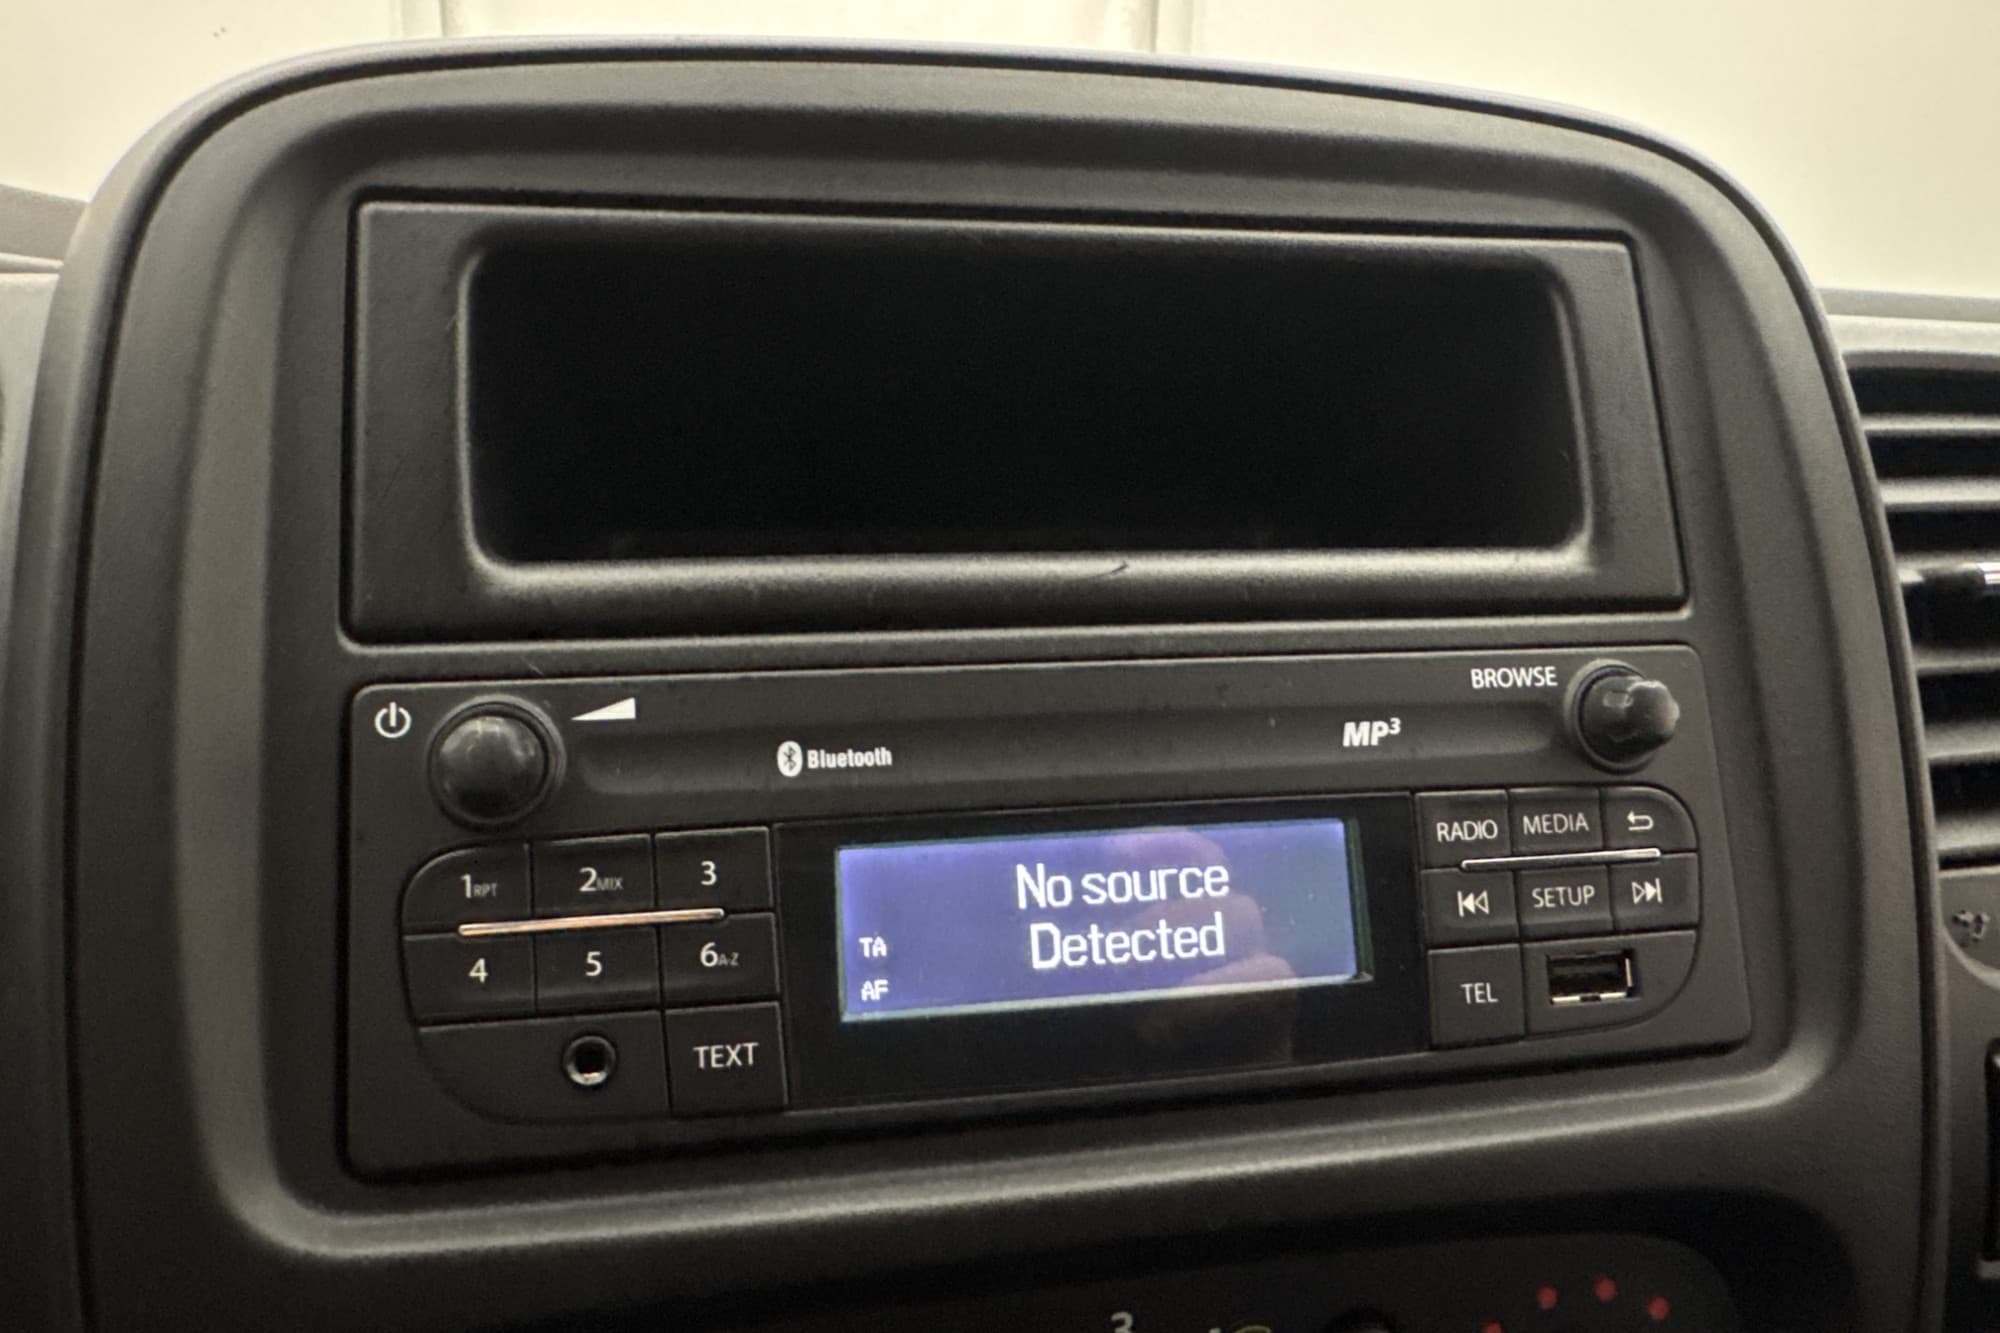 BROWSE
Bluetooth
MP3
RADIO MEDIA
1RPT 2MIX 3
No source
Detected
SETUP
4 5 6A-Z
TA
AF
TEL
TEXT
3